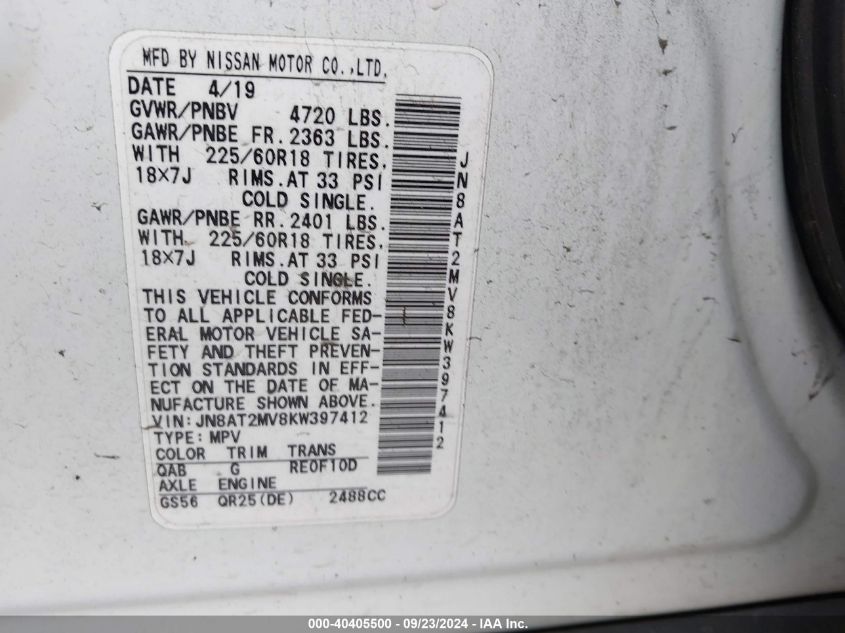 MFD BY NISSAN MOTOR CO.,LTD.
DATE 4/19
GVWR/PNBV 4720 LBS.
GAWR/PNBE FR. 2363 LBS.
WITH 225/60R18 TIRES.
18×7J RIMS.AT 33 PSI
COLD SINGLE.
GAWR/PNBE RR. 2401 LBS.
WITH 225/60R18 TIRES.
18×7J RIMS.AT 33 PSI
COLD SINGLE.
THIS VEHICLE CONFORMS
TO ALL APPLICABLE FED-
ERAL MOTOR VEHICLE SA-
FETY AND THEFT PREVEN-
TION STANDARDS IN EFF-
ECT ON THE DATE OF MA-
NUFACTURE SHOWN ABOVE.
VIN:JN8AT2MV8KW397412
TYPE:MPV
COLOR TRIM TRANS
QAB G RE0F10D
AXLE ENGINE
GS56 QR25(DE) 2488CC
JN8AT2MV8KW397412
000-40405500 - 09/23/2024 - IAA Inc.